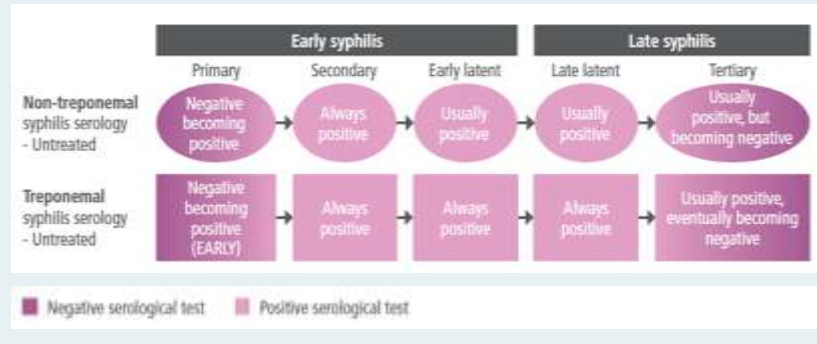 Early syphilis
Late syphilis
Primary
Secondary
Early latent
Late latent
Tertiary
Non-treponemal
syphilis serology
- Untreated
Negative
becoming
positive
Always
positive
Usually
positive
Usually
positive
Usually
positive, but
becoming negative
Treponemal
syphilis serology
- Untreated
Negative
becoming
positive
(EARLY)
Always
positive
Always
positive
Always
positive
Usually positive,
eventually becoming
negative
Negative serological test
Positive serological test